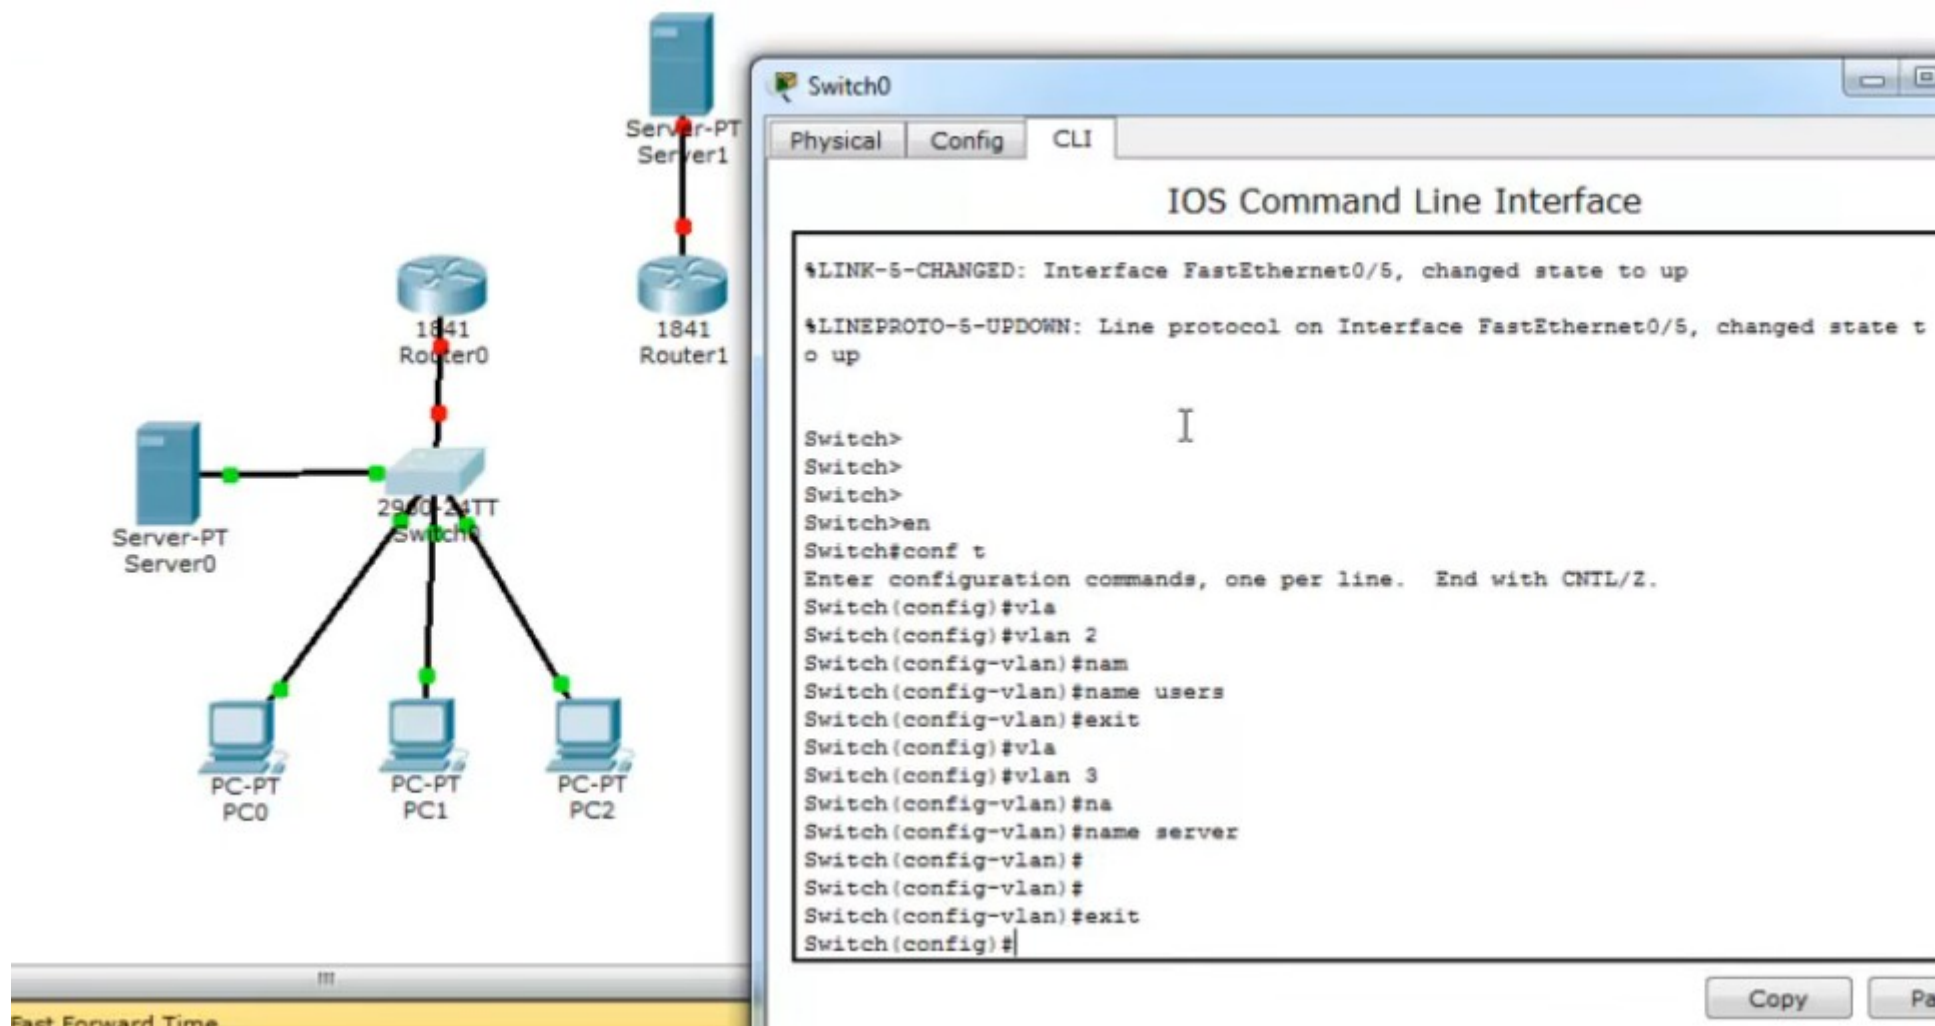 Server-PT
Server1
1841
Router0
1841
Router1
Server-PT
Server0
2960-24TT
Switch0
PC-PT
PC0
PC-PT
PC1
PC-PT
PC2
Fast Forward Time
Switch0
Physical
Config
CLI
IOS Command Line Interface
%LINK-5-CHANGED: Interface FastEthernet0/5, changed state to up
%LINEPROTO-5-UPDOWN: Line protocol on Interface FastEthernet0/5, changed state t
o up
Switch>
Switch>
Switch>
Switch>en
Switch#conf t
Enter configuration commands, one per line.  End with CNTL/Z.
Switch(config)#vla
Switch(config)#vlan 2
Switch(config-vlan)#nam
Switch(config-vlan)#name users
Switch(config-vlan)#exit
Switch(config)#vla
Switch(config)#vlan 3
Switch(config-vlan)#na
Switch(config-vlan)#name server
Switch(config-vlan)#
Switch(config-vlan)#
Switch(config-vlan)#exit
Switch(config)#
Copy
Pa